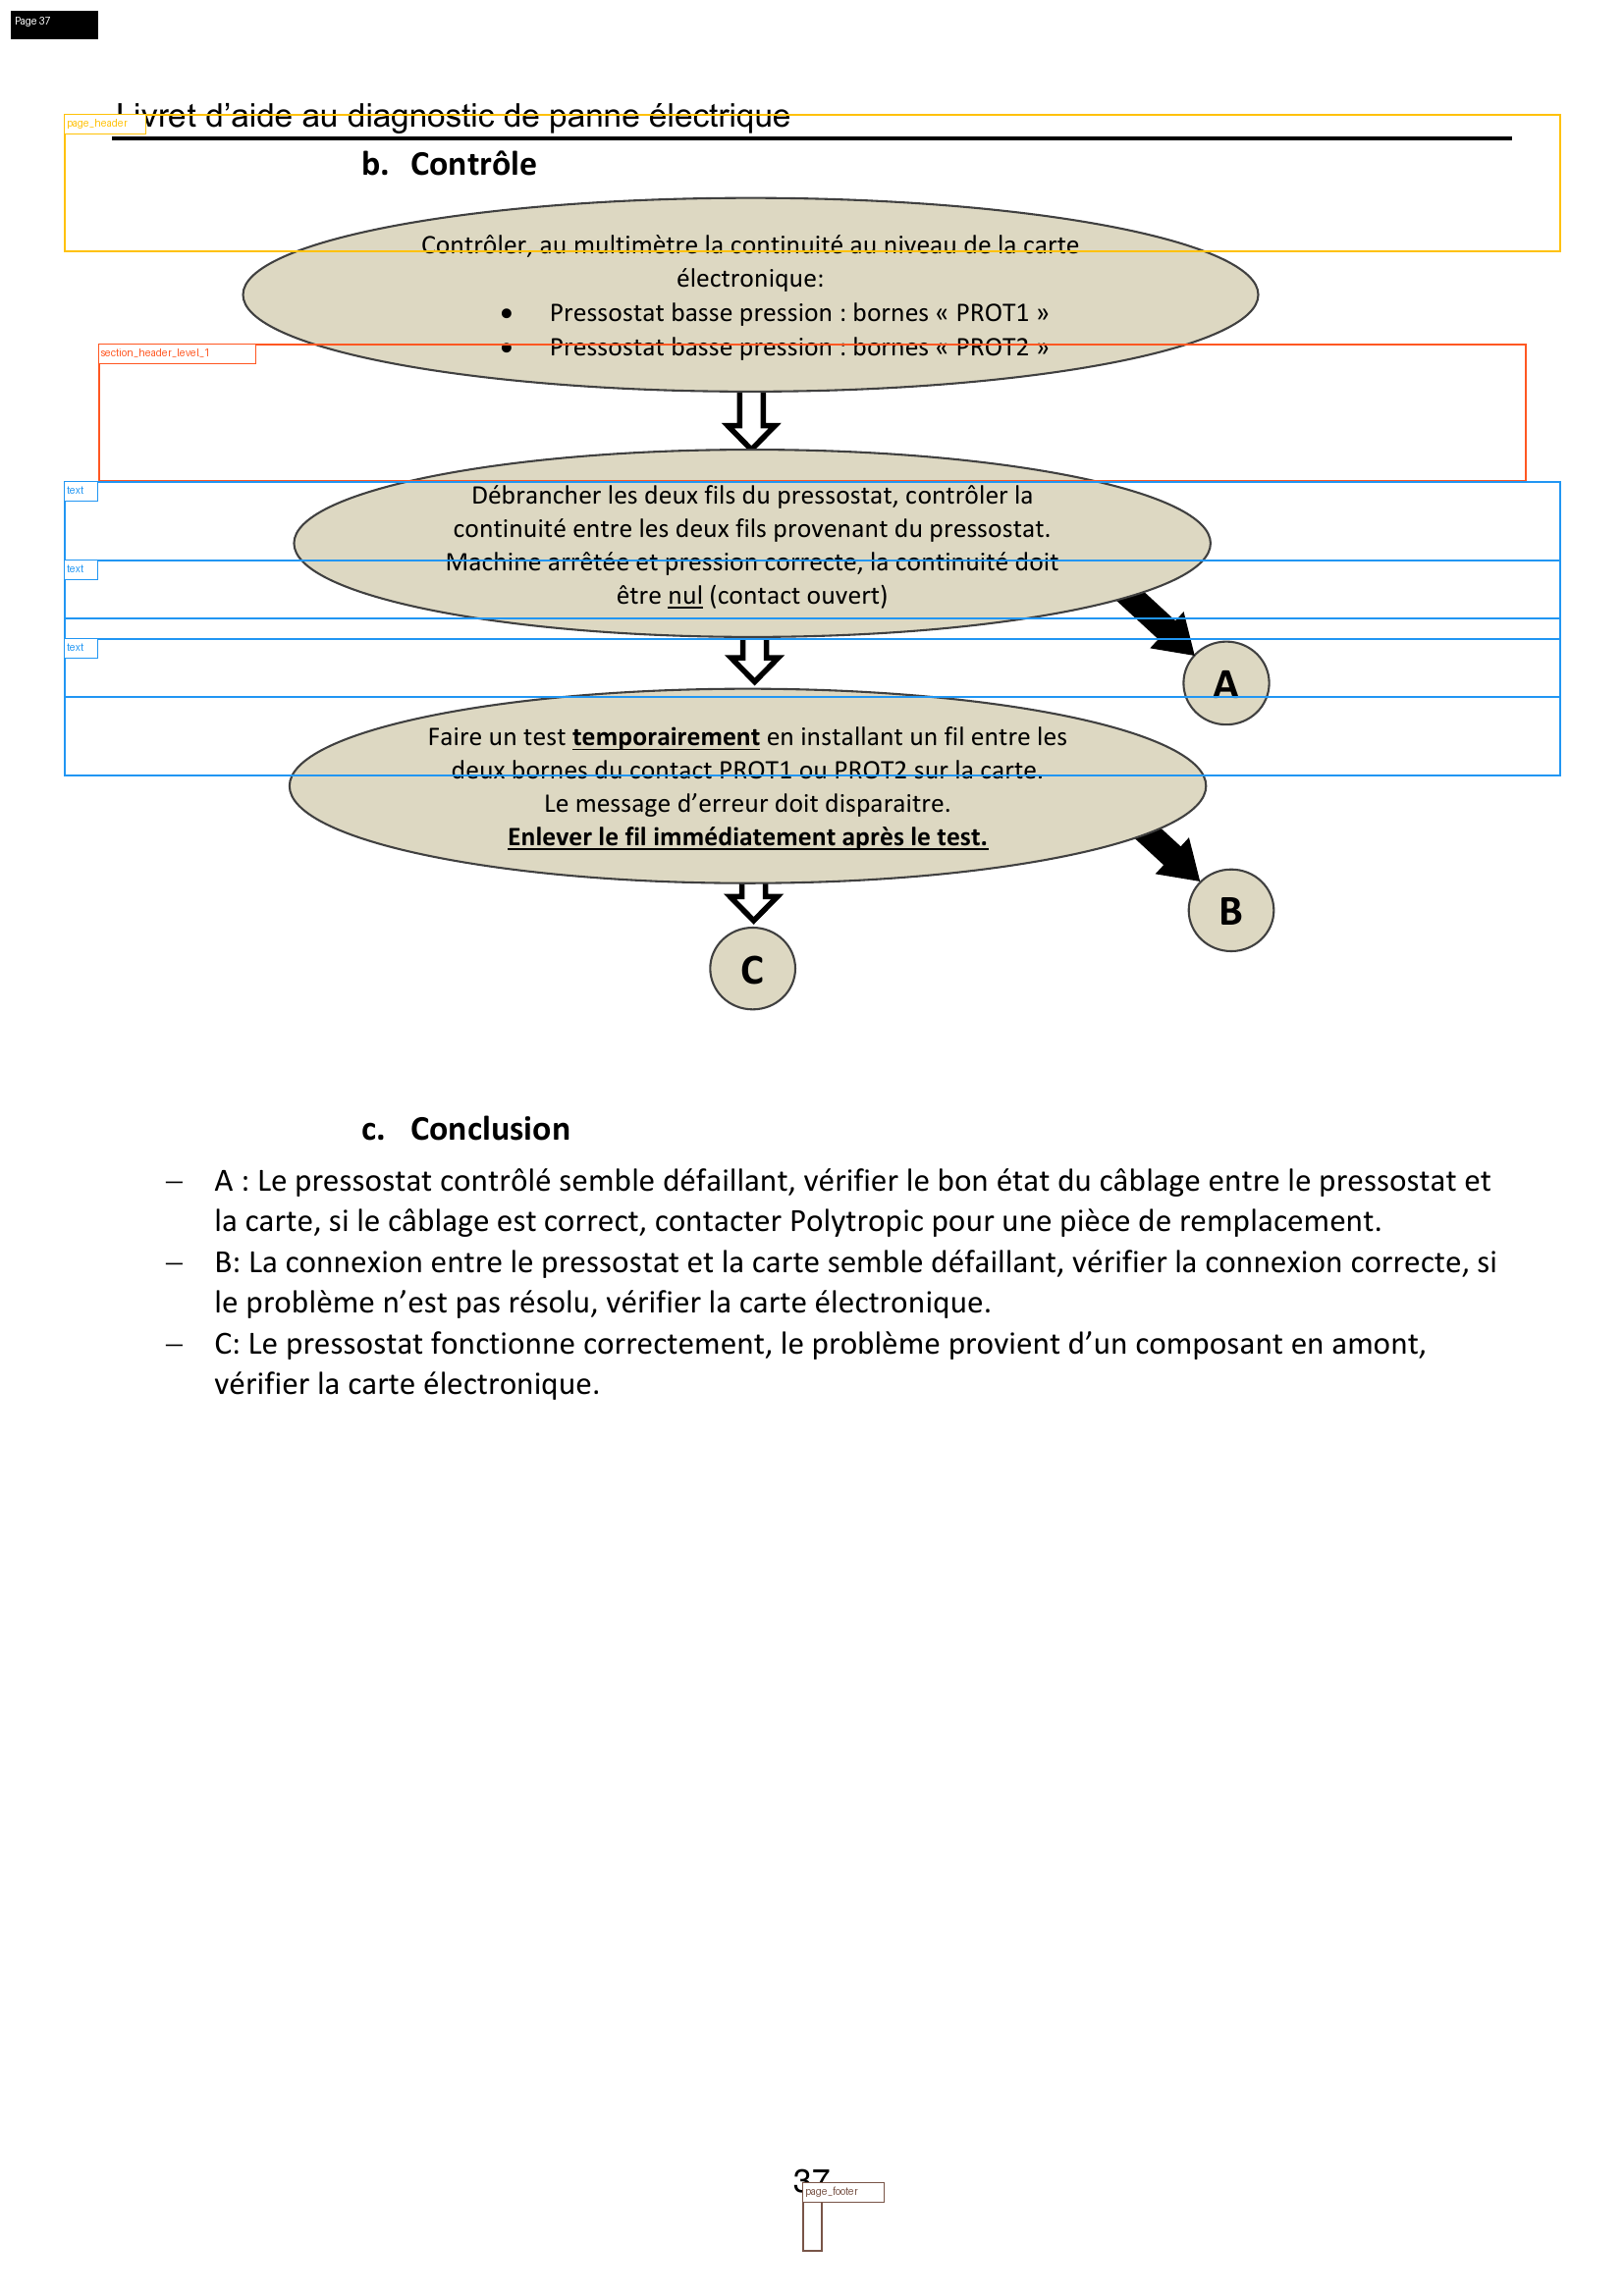 Page 37
Livret d’aide au diagnostic de panne électrique
page_header
b. Contrôle
Contrôler, au multimètre la continuité au niveau de la carte
électronique:
• Pressostat basse pression : bornes « PROT1 »
• Pressostat basse pression : bornes « PROT2 »
section_header_level_1
text
Débrancher les deux fils du pressostat, contrôler la
continuité entre les deux fils provenant du pressostat.
text
Machine arrêtée et pression correcte, la continuité doit
être nul (contact ouvert)
text
A
Faire un test temporairement en installant un fil entre les
deux bornes du contact PROT1 ou PROT2 sur la carte.
Le message d’erreur doit disparaitre.
Enlever le fil immédiatement après le test.
B
C
c. Conclusion
– A : Le pressostat contrôlé semble défaillant, vérifier le bon état du câblage entre le pressostat et
la carte, si le câblage est correct, contacter Polytropic pour une pièce de remplacement.
– B: La connexion entre le pressostat et la carte semble défaillant, vérifier la connexion correcte, si
le problème n’est pas résolu, vérifier la carte électronique.
– C: Le pressostat fonctionne correctement, le problème provient d’un composant en amont,
vérifier la carte électronique.
37
page_footer